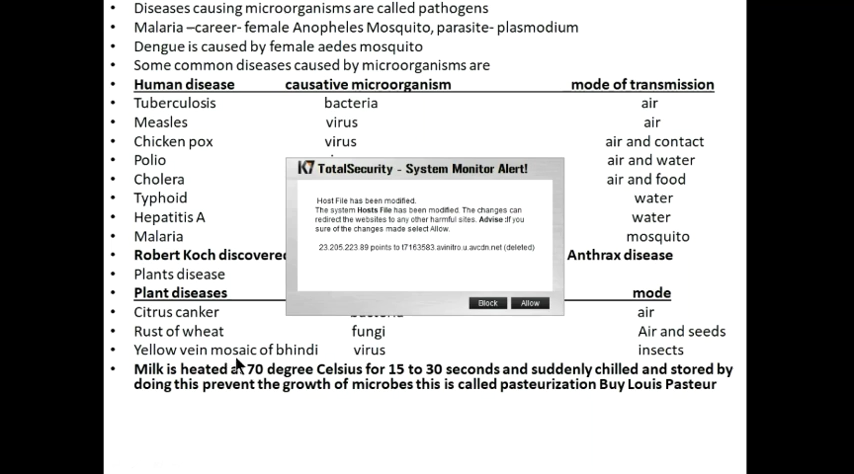 Diseases causing microorganisms are called pathogens
Malaria –career- female Anopheles Mosquito, parasite- plasmodium
Dengue is caused by female aedes mosquito
Some common diseases caused by microorganisms are
Human disease causative microorganism mode of transmission
Tuberculosis bacteria air
Measles virus air
Chicken pox virus air and contact
Polio air and water
Cholera air and food
Typhoid water
Hepatitis A water
Malaria mosquito
Robert Koch discovered Anthrax disease
Plants disease
Plant diseases mode
Citrus canker bacteria air
Rust of wheat fungi Air and seeds
Yellow vein mosaic of bhindi virus insects
Milk is heated at 70 degree Celsius for 15 to 30 seconds and suddenly chilled and stored by
doing this prevent the growth of microbes this is called pasteurization Buy Louis Pasteur
K7 TotalSecurity - System Monitor Alert!
Host File has been modified.
The system Hosts File has been modified. The changes can
redirect the websites to any other harmful sites. Advise :If you
sure of the changes made select Allow.
23.205.223.89 points to t7163583.avinitro.u.avcdn.net (deleted)
Block Allow